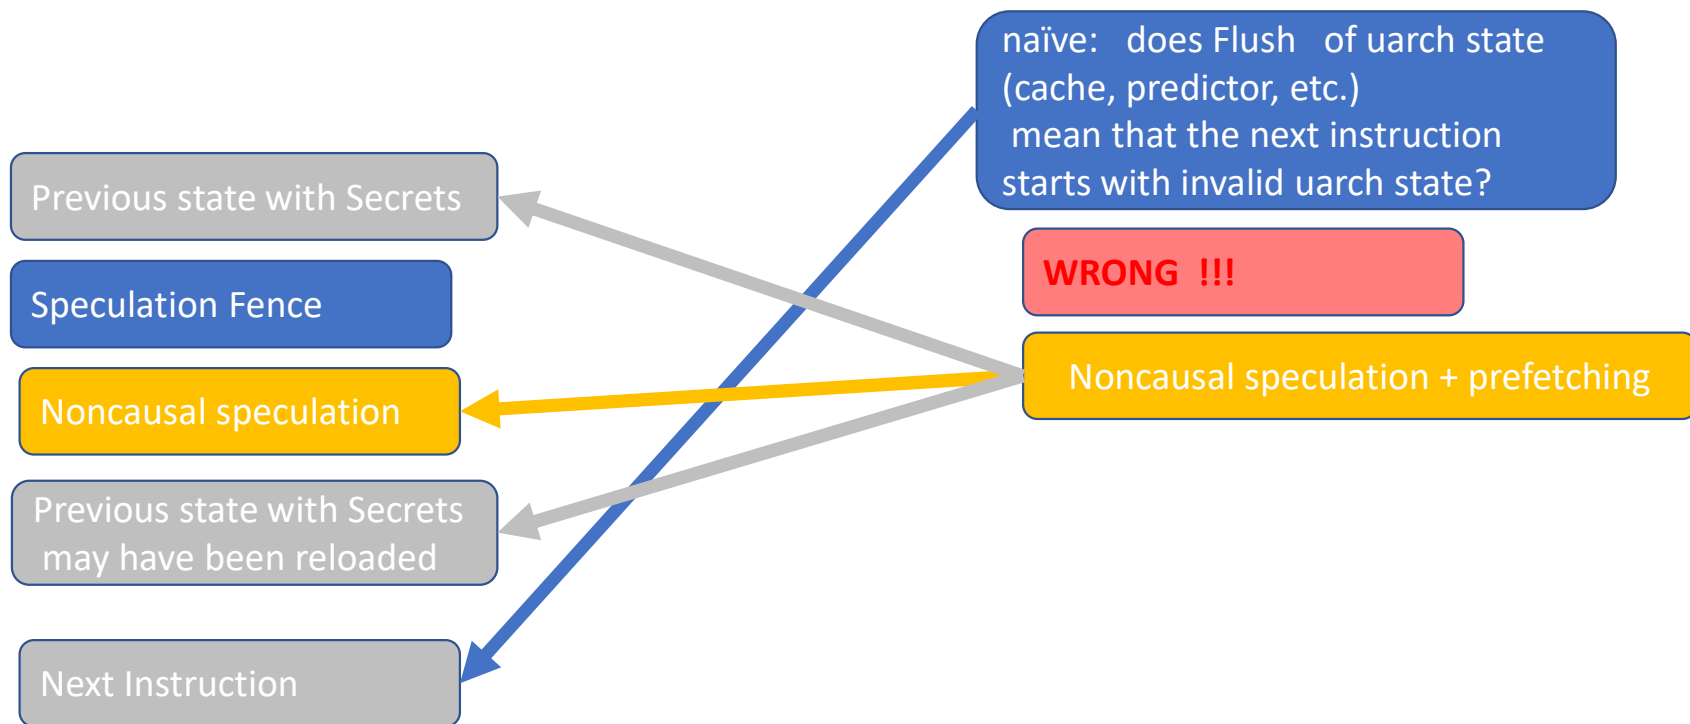 naïve: does Flush of uarch state
(cache, predictor, etc.)
mean that the next instruction
starts with invalid uarch state?
WRONG !!!
Noncausal speculation + prefetching
Previous state with Secrets
Speculation Fence
Noncausal speculation
Previous state with Secrets
may have been reloaded
Next Instruction